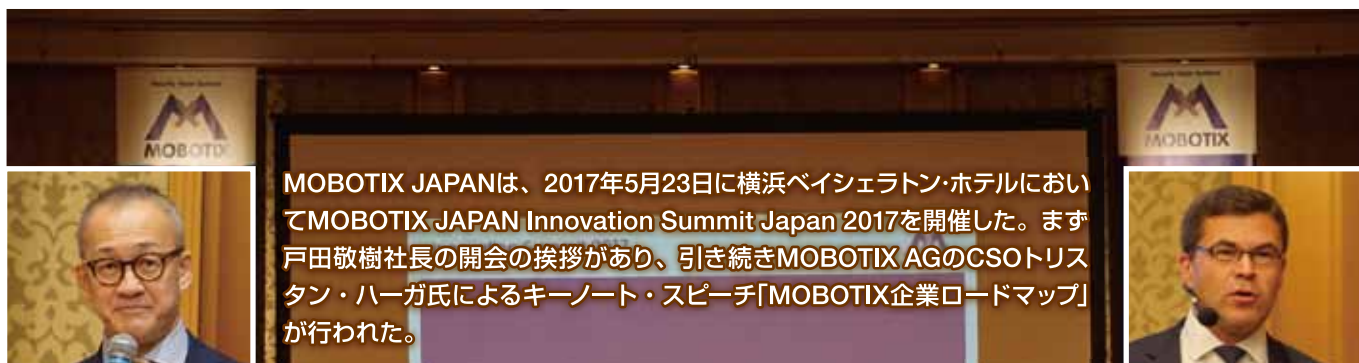 MOBOTIX
MOBOTIX
MOBOTIX JAPANは、2017年5月23日に横浜ベイシェラトン・ホテルにおい
てMOBOTIX JAPAN Innovation Summit Japan 2017を開催した。まず
戸田敬樹社長の開会の挨拶があり、引き続きMOBOTIX AGのCSOトリス
タン・ハーガ氏によるキーノート・スピーチ「MOBOTIX企業ロードマップ」
が行われた。